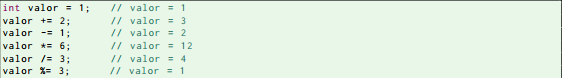 int valor = 1;   // valor = 1
valor += 2;      // valor = 3
valor -= 1;      // valor = 2
valor *= 6;      // valor = 12
valor /= 3;      // valor = 4
valor %= 3;      // valor = 1